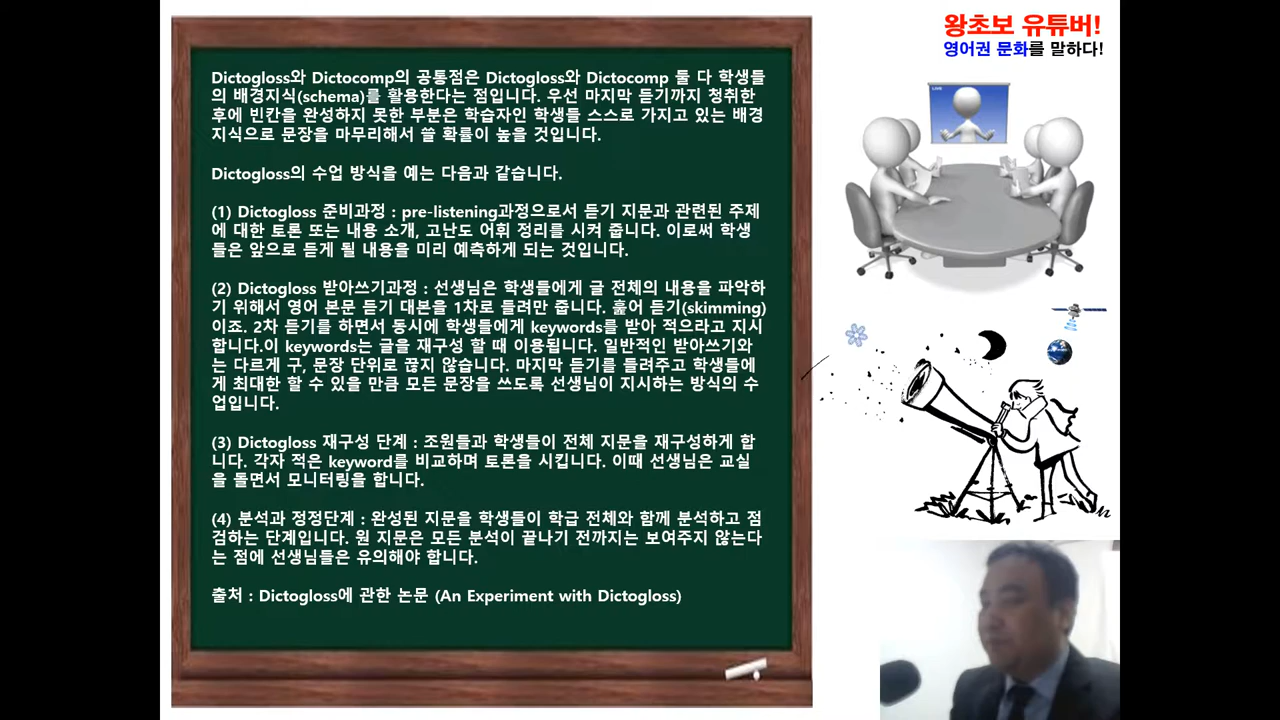 왕초보 유튜버!
영어권 문화를 말하다!
Dictogloss와 Dictocomp의 공통점은 Dictogloss와 Dictocomp 둘 다 학생들
의 배경지식(schema)를 활용한다는 점입니다. 우선 마지막 듣기까지 청취한
후에 빈칸을 완성하지 못한 부분은 학습자인 학생들 스스로 가지고 있는 배경
지식으로 문장을 마무리해서 쓸 확률이 높을 것입니다.
Dictogloss의 수업 방식을 예는 다음과 같습니다.
(1) Dictogloss 준비과정 : pre-listening과정으로서 듣기 지문과 관련된 주제
에 대한 토론 또는 내용 소개, 고난도 어휘 정리를 시켜 줍니다. 이로써 학생
들은 앞으로 듣게 될 내용을 미리 예측하게 되는 것입니다.
(2) Dictogloss 받아쓰기과정 : 선생님은 학생들에게 글 전체의 내용을 파악하
기 위해서 영어 본문 듣기 대본을 1차로 들려만 줍니다. 훑어 듣기(skimming)
이죠. 2차 듣기를 하면서 동시에 학생들에게 keywords를 받아 적으라고 지시
합니다.이 keywords는 글을 재구성 할 때 이용됩니다. 일반적인 받아쓰기와
는 다르게 구, 문장 단위로 끊지 않습니다. 마지막 듣기를 들려주고 학생들에
게 최대한 할 수 있을 만큼 모든 문장을 쓰도록 선생님이 지시하는 방식의 수
업입니다.
(3) Dictogloss 재구성 단계 : 조원들과 학생들이 전체 지문을 재구성하게 합
니다. 각자 적은 keyword를 비교하며 토론을 시킵니다. 이때 선생님은 교실
을 돌면서 모니터링을 합니다.
(4) 분석과 정정단계 : 완성된 지문을 학생들이 학급 전체와 함께 분석하고 점
검하는 단계입니다. 원 지문은 모든 분석이 끝나기 전까지는 보여주지 않는다
는 점에 선생님들은 유의해야 합니다.
출처 : Dictogloss에 관한 논문 (An Experiment with Dictogloss)
LIVE